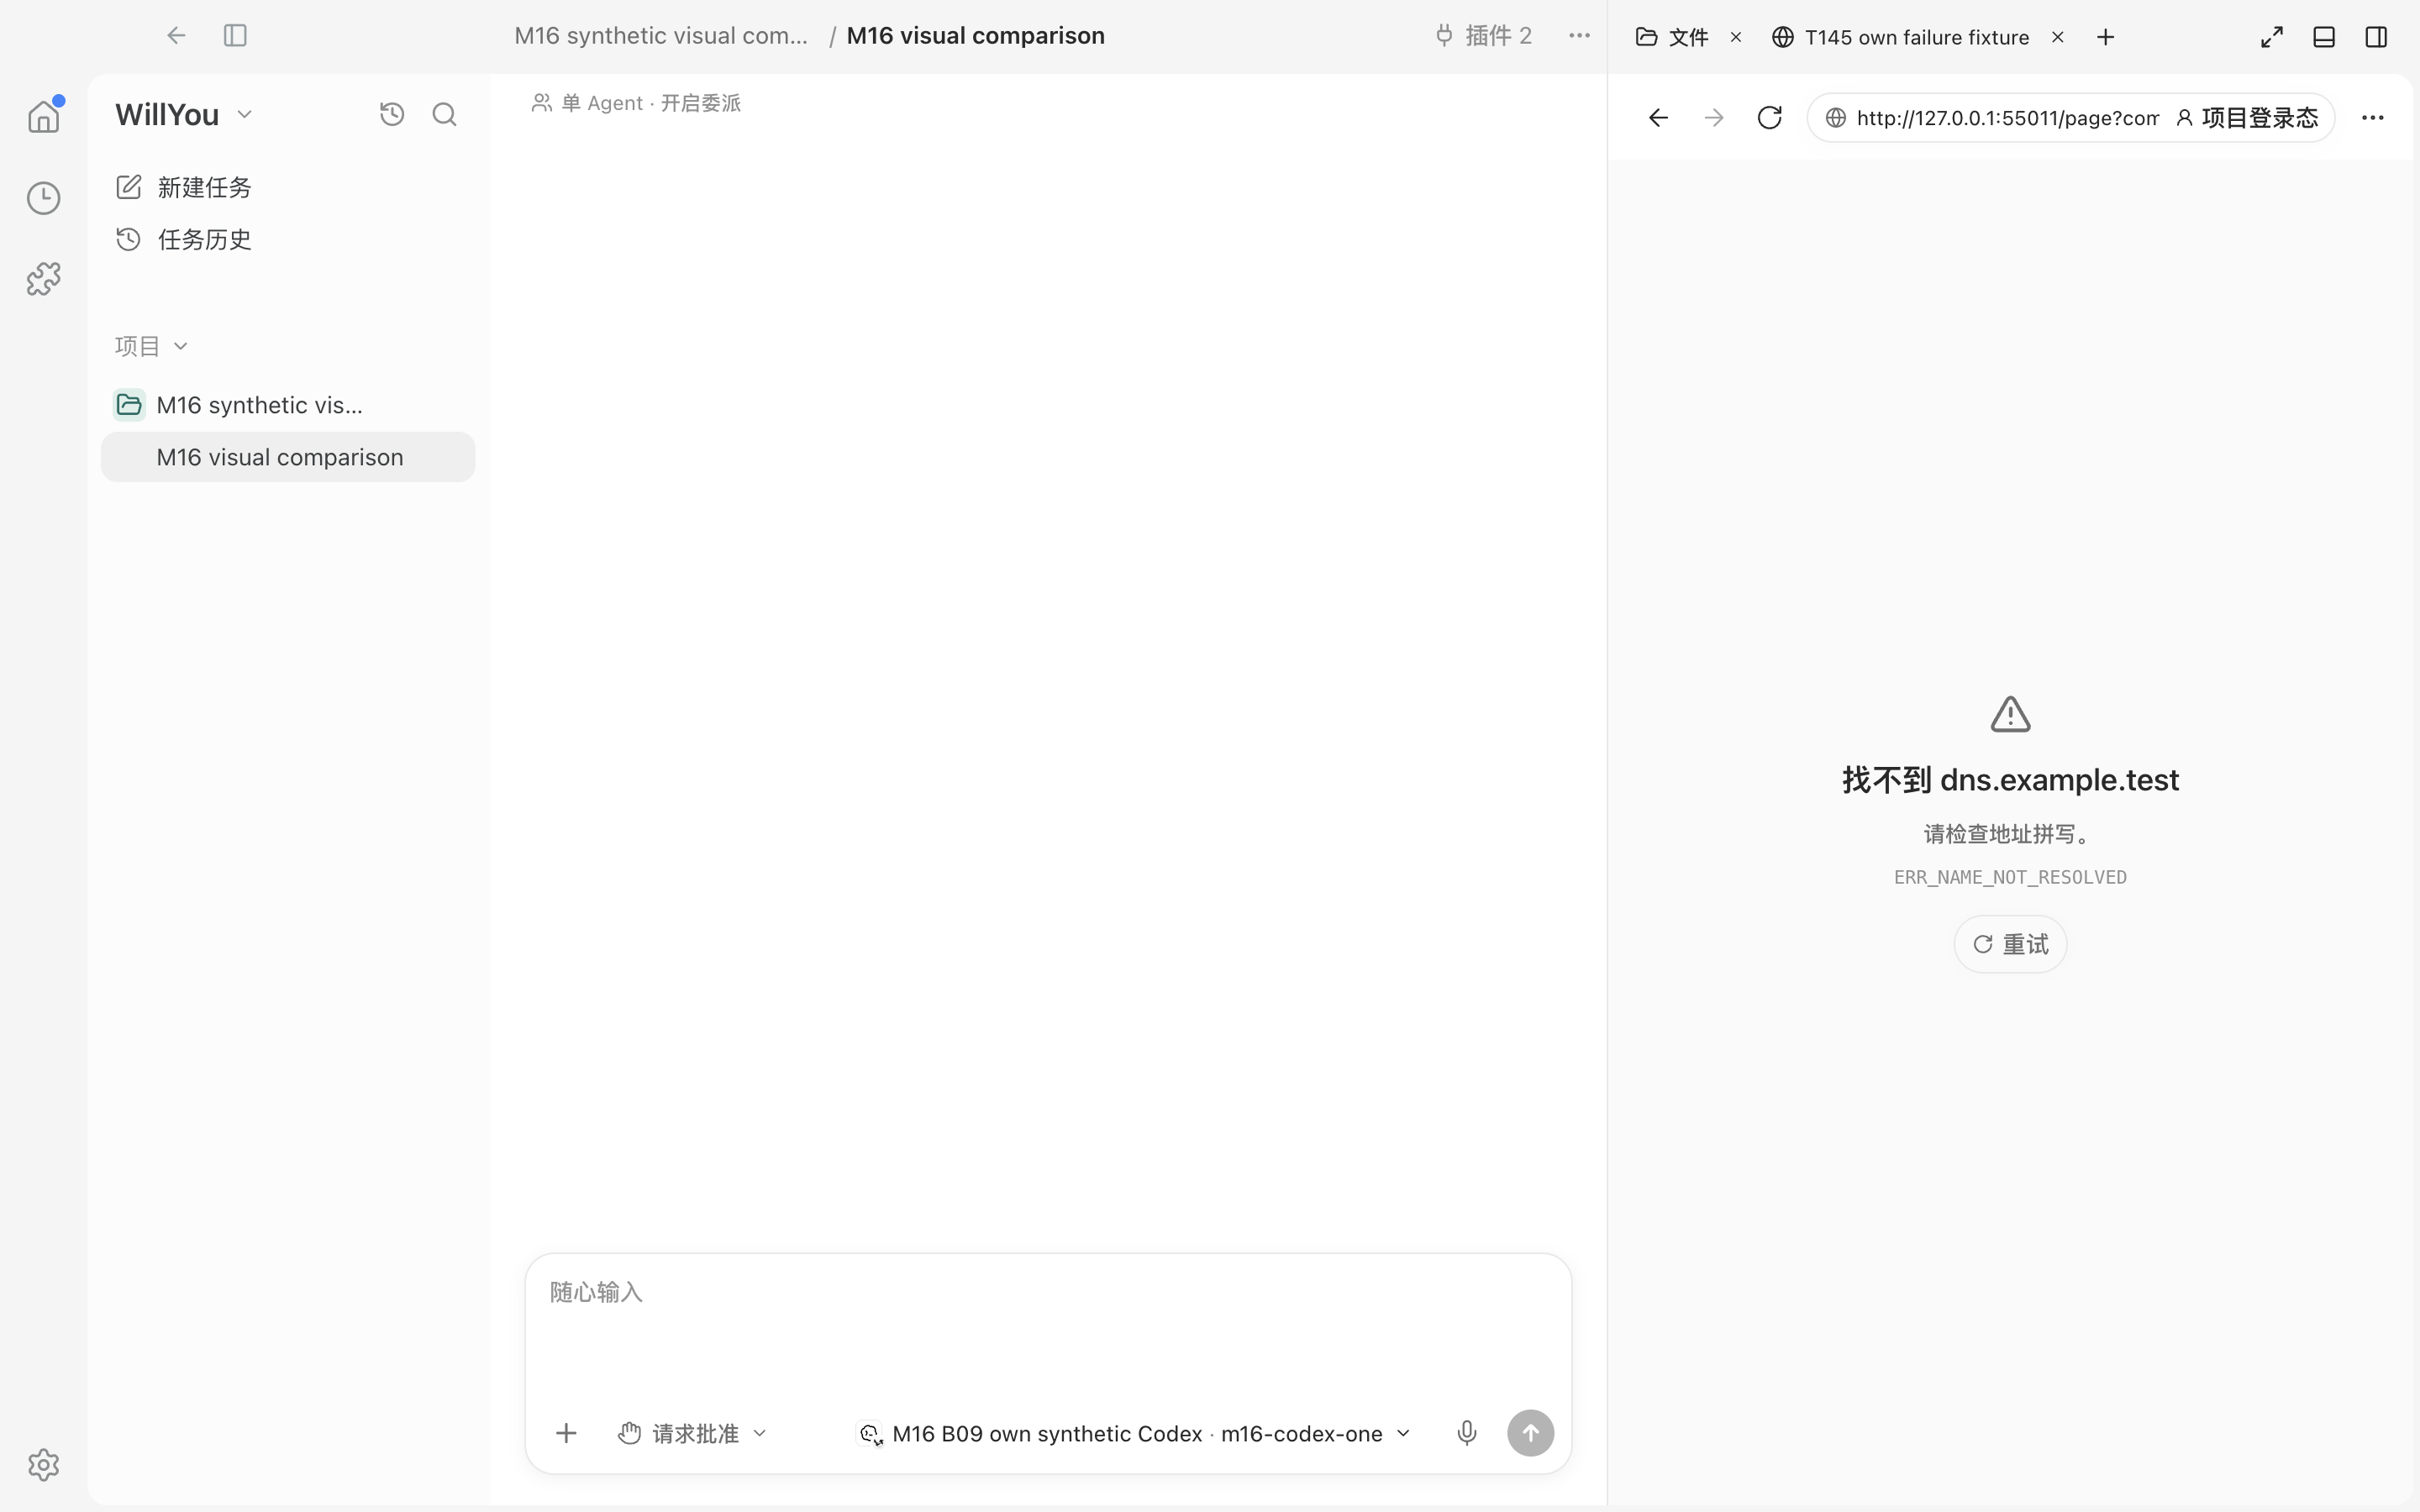 M16 synthetic visual com... / M16 visual comparison
插件 2
文件
T145 own failure fixture
WillYou
新建任务
任务历史
项目
M16 synthetic vis...
M16 visual comparison
单 Agent · 开启委派
随心输入
请求批准
M16 B09 own synthetic Codex · m16-codex-one
http://127.0.0.1:55011/page?com
项目登录态
找不到 dns.example.test
请检查地址拼写。
ERR_NAME_NOT_RESOLVED
重试